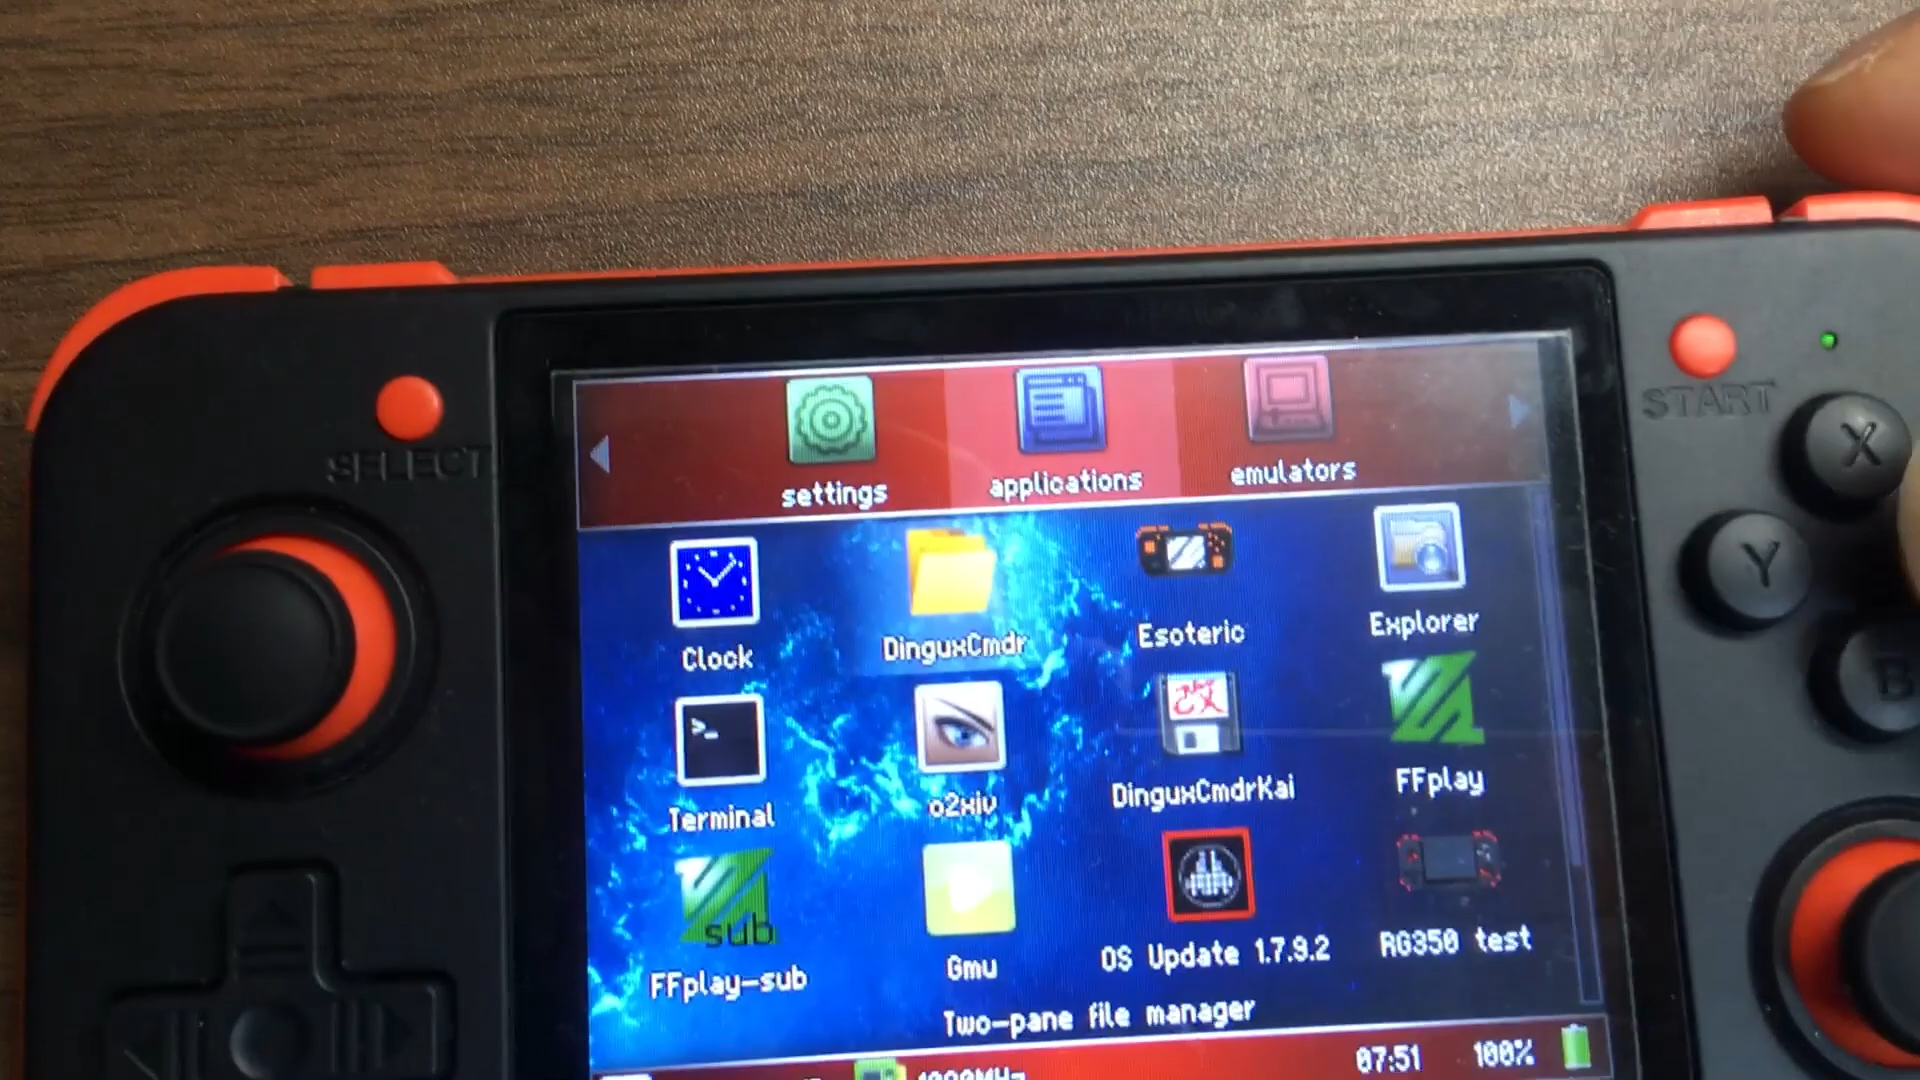 SELECT
START
X
Y
B
settings applications emulators
Clock DinguxCmdr Esoteric Explorer
>_
Terminal o2xiv DinguxCmdrKai FFplay
sub
FFplay-sub Gmu OS Update 1.7.9.2 RG350 test
Two-pane file manager
07:51 100%